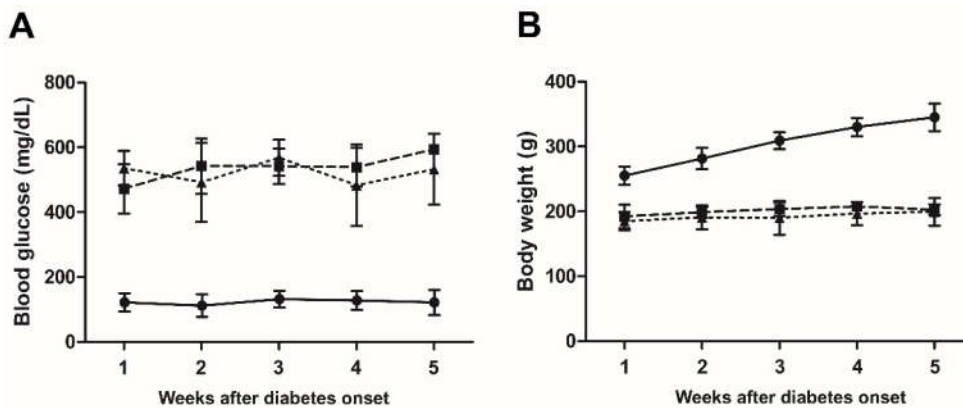 A
B
Blood glucose (mg/dL)
800
600
400
200
0
1 2 3 4 5
Weeks after diabetes onset
Body weight (g)
400
300
200
100
0
1 2 3 4 5
Weeks after diabetes onset